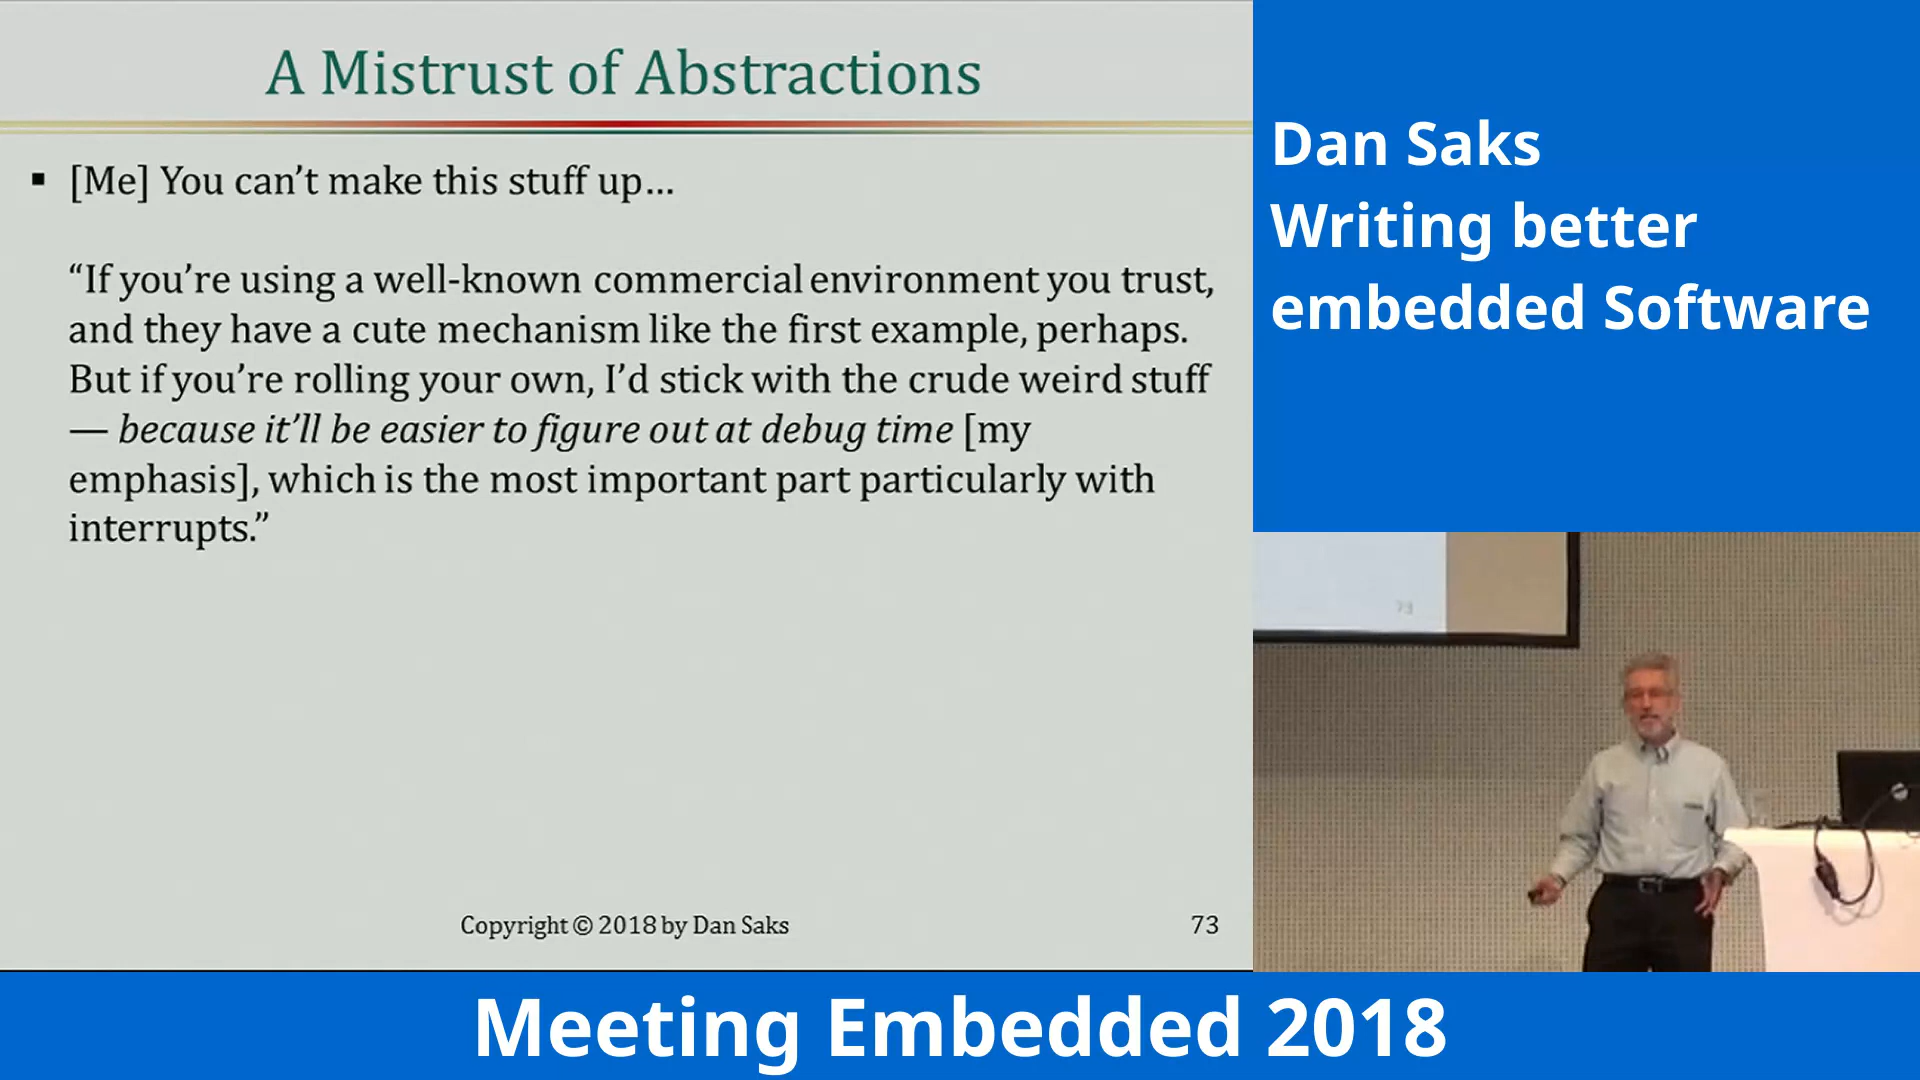 A Mistrust of Abstractions
▪ [Me] You can’t make this stuff up…
“If you’re using a well-known commercial environment you trust,
and they have a cute mechanism like the first example, perhaps.
But if you’re rolling your own, I’d stick with the crude weird stuff
— because it’ll be easier to figure out at debug time [my
emphasis], which is the most important part particularly with
interrupts.”
Copyright © 2018 by Dan Saks
73
Dan Saks
Writing better
embedded Software
73
Meeting Embedded 2018